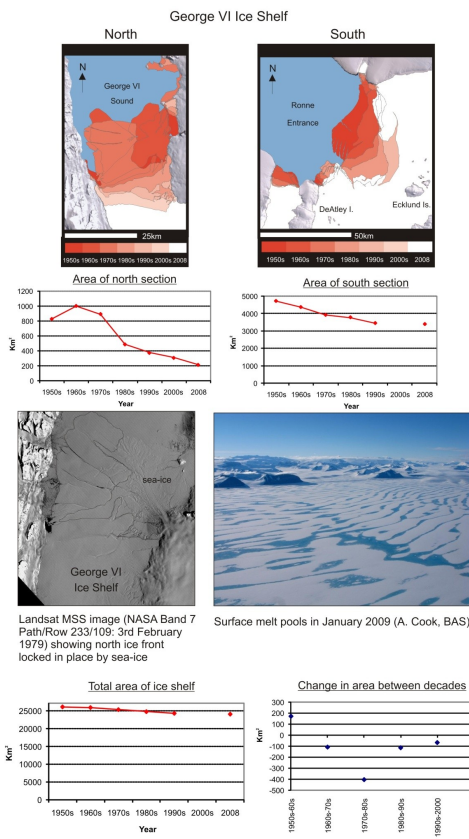 George VI Ice Shelf
North
South
N
George VI
Sound
25km
1950s 1960s 1970s 1980s 1990s 2000s 2008
N
Ronne
Entrance
DeAtley I.
Ecklund Is.
50km
1950s 1960s 1970s 1980s 1990s 2000s 2008
Area of north section
Km²
1200
1000
800
600
400
200
0
1950s 1960s 1970s 1980s 1990s 2000s 2008
Year
Area of south section
Km²
5000
4000
3000
2000
1000
0
1950s 1960s 1970s 1980s 1990s 2000s 2008
Year
sea-ice
George VI
Ice Shelf
Landsat MSS image (NASA Band 7
Path/Row 233/109: 3rd February
1979) showing north ice front
locked in place by sea-ice
Surface melt pools in January 2009 (A. Cook, BAS)
Total area of ice shelf
Km²
25000
20000
15000
10000
5000
0
1950s 1960s 1970s 1980s 1990s 2000s 2008
Year
Change in area between decades
Km²
300
200
100
0
-100
-200
-300
-400
-500
1950s-60s
1960s-70s
1970s-80s
1980s-90s
1990s-2000